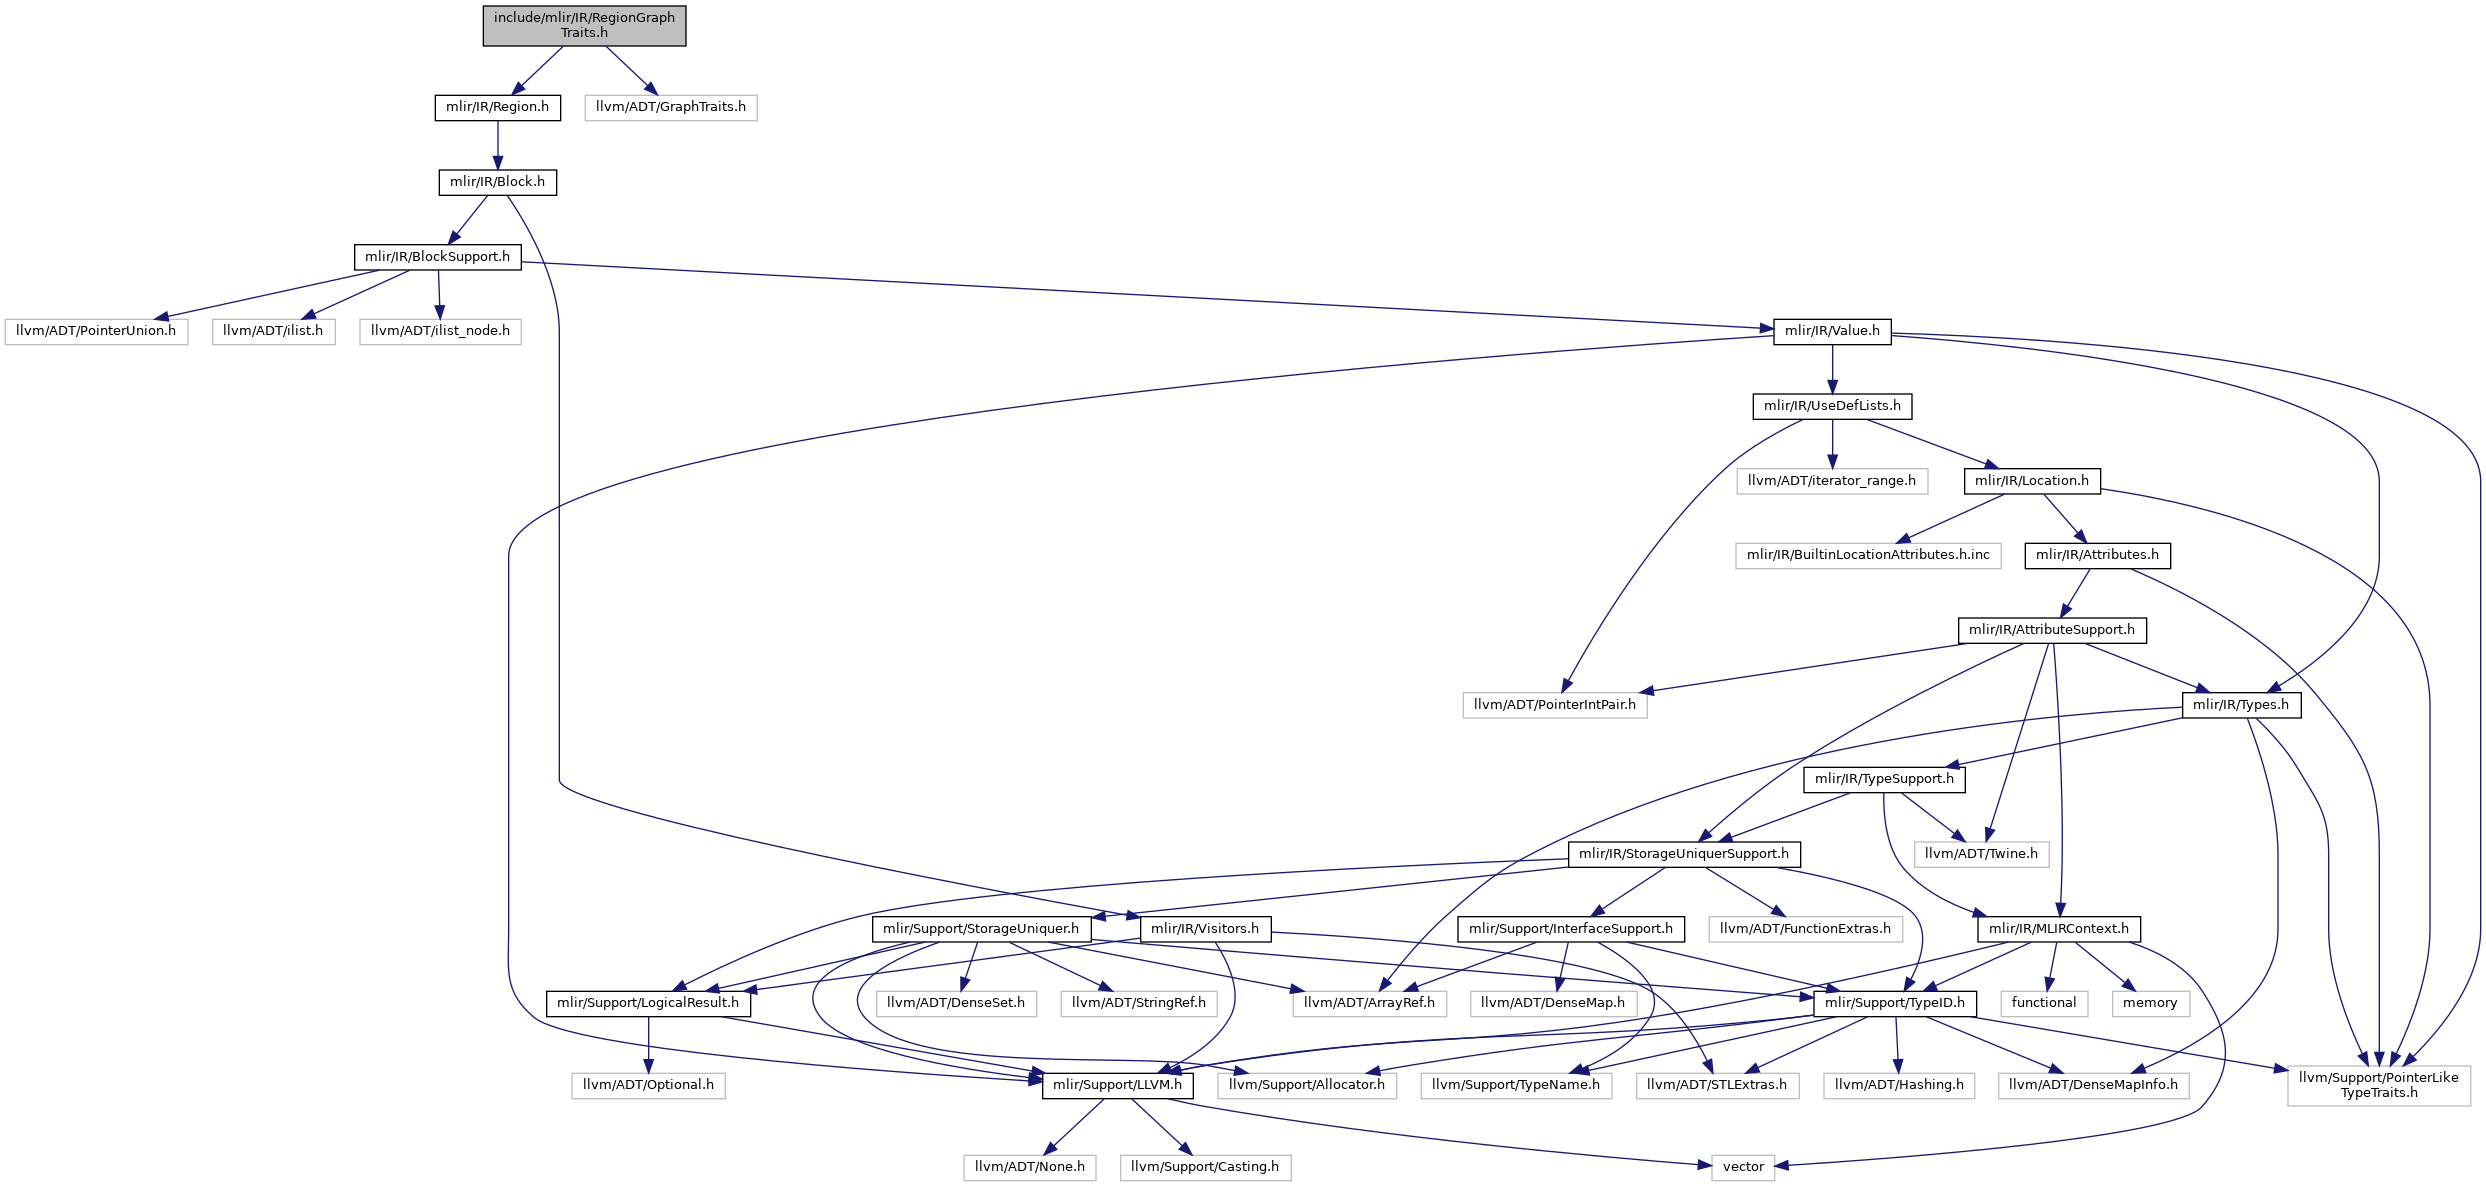 include/mlir/IR/RegionGraph
Traits.h
mlir/IR/Region.h
llvm/ADT/GraphTraits.h
mlir/IR/Block.h
mlir/IR/BlockSupport.h
llvm/ADT/PointerUnion.h
llvm/ADT/ilist.h
llvm/ADT/ilist_node.h
mlir/IR/Value.h
mlir/IR/UseDefLists.h
llvm/ADT/iterator_range.h
mlir/IR/Location.h
mlir/IR/BuiltinLocationAttributes.h.inc
mlir/IR/Attributes.h
mlir/IR/AttributeSupport.h
llvm/ADT/PointerIntPair.h
mlir/IR/Types.h
mlir/IR/TypeSupport.h
mlir/IR/StorageUniquerSupport.h
llvm/ADT/Twine.h
mlir/Support/StorageUniquer.h
mlir/IR/Visitors.h
mlir/Support/InterfaceSupport.h
llvm/ADT/FunctionExtras.h
mlir/IR/MLIRContext.h
mlir/Support/LogicalResult.h
llvm/ADT/DenseSet.h
llvm/ADT/StringRef.h
llvm/ADT/ArrayRef.h
llvm/ADT/DenseMap.h
mlir/Support/TypeID.h
functional
memory
llvm/ADT/Optional.h
mlir/Support/LLVM.h
llvm/Support/Allocator.h
llvm/Support/TypeName.h
llvm/ADT/STLExtras.h
llvm/ADT/Hashing.h
llvm/ADT/DenseMapInfo.h
llvm/Support/PointerLike
TypeTraits.h
llvm/ADT/None.h
llvm/Support/Casting.h
vector